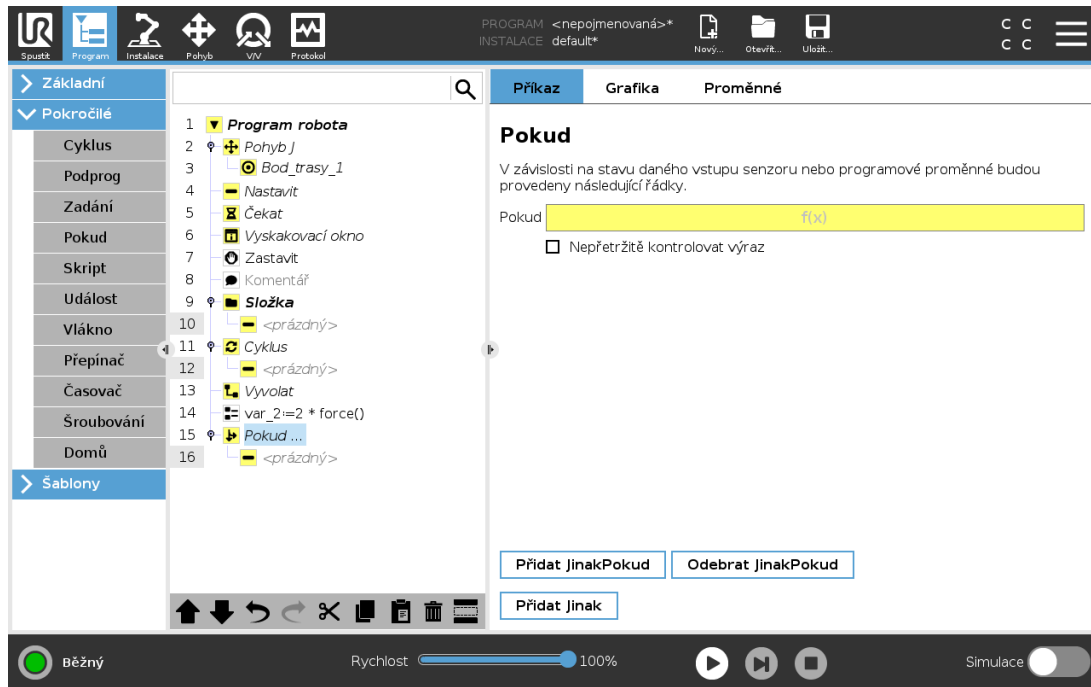 PROGRAM <nepojmenovaná>*
INSTALACE default*
Spustit Program Instalace Pohyb V/V Protokol Nový... Otevřít... Uložit...
C C
C C
Základní
Pokročilé
Cyklus
Podprog
Zadání
Pokud
Skript
Událost
Vlákno
Přepínač
Časovač
Šroubování
Domů
Šablony
1 Program robota
2 Pohyb J
3 Bod_trasy_1
4 Nastavit
5 Čekat
6 Vyskakovací okno
7 Zastavit
8 Komentář
9 Složka
10 <prázdný>
11 Cyklus
12 <prázdný>
13 Vyvolat
14 var_2:=2 * force()
15 Pokud ...
16 <prázdný>
Příkaz Grafika Proměnné
Pokud
V závislosti na stavu daného vstupu senzoru nebo programové proměnné budou
provedeny následující řádky.
Pokud f(x)
Nepřetržitě kontrolovat výraz
Přidat JinakPokud Odebrat JinakPokud
Přidat Jinak
Běžný Rychlost 100% Simulace